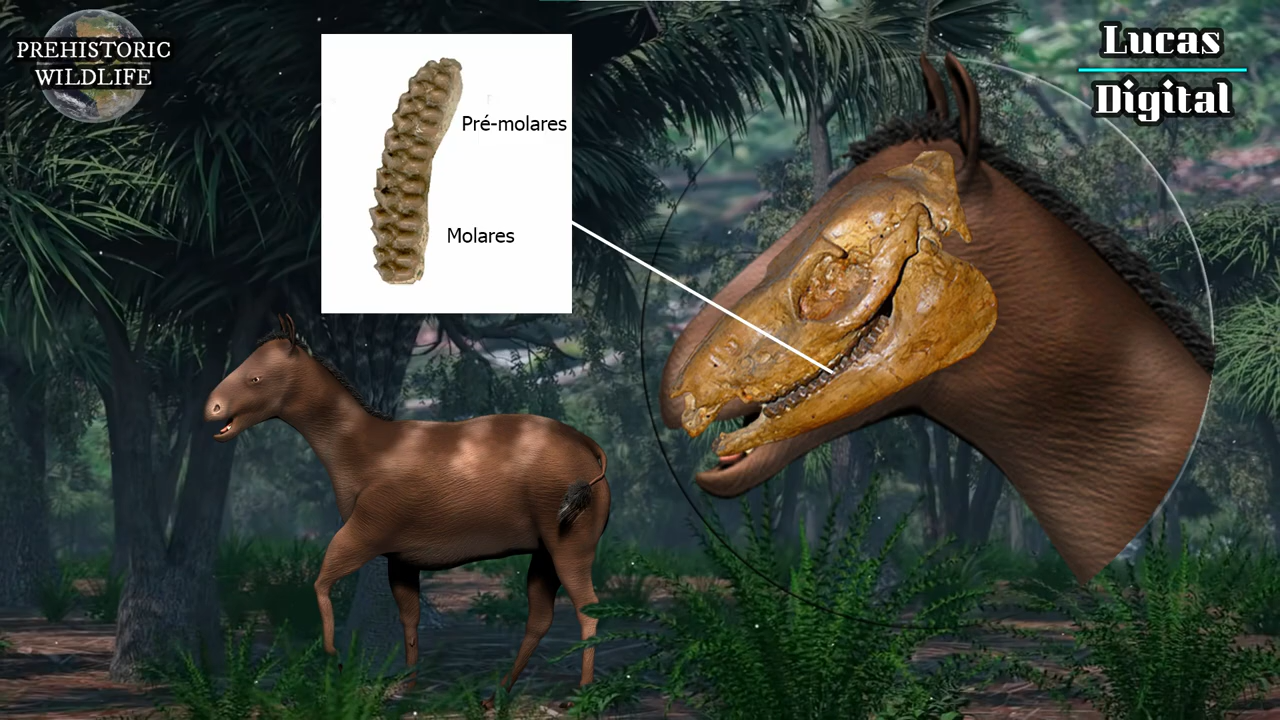 PREHISTORIC
WILDLIFE
Pré-molares
Molares
Lucas
Digital